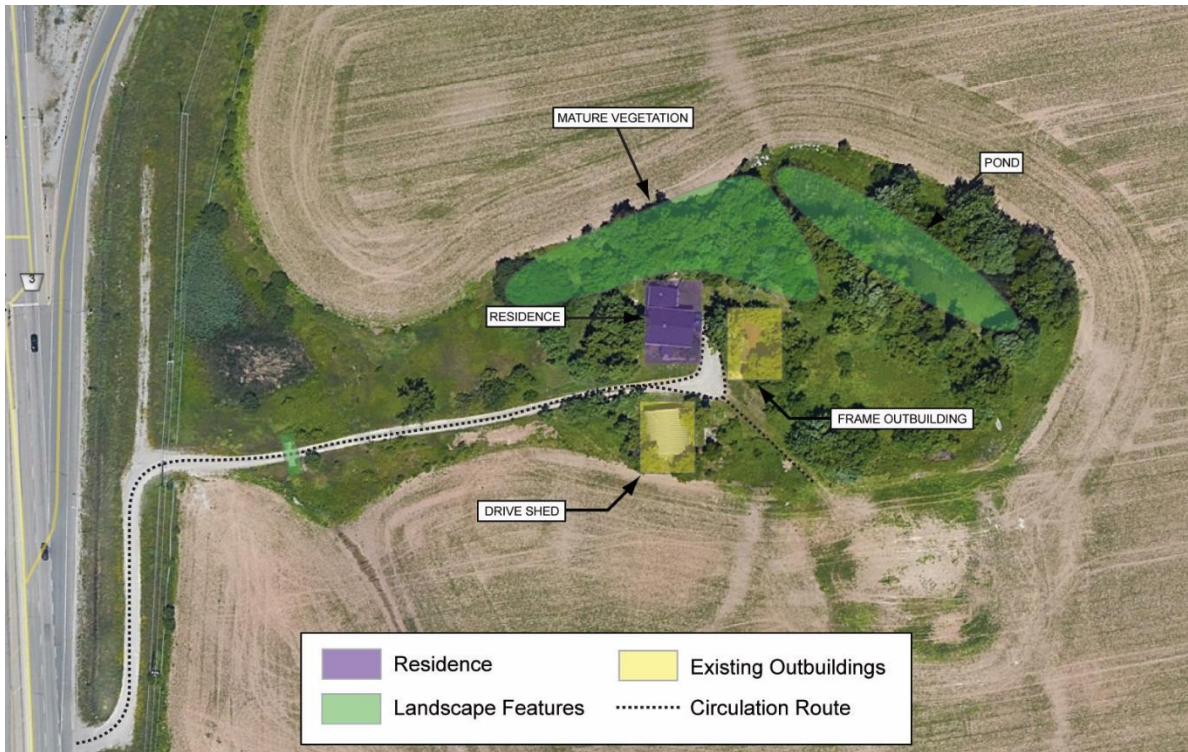 MATURE VEGETATION
POND
3
RESIDENCE
FRAME OUTBUILDING
DRIVE SHED
Residence
Existing Outbuildings
Landscape Features
Circulation Route